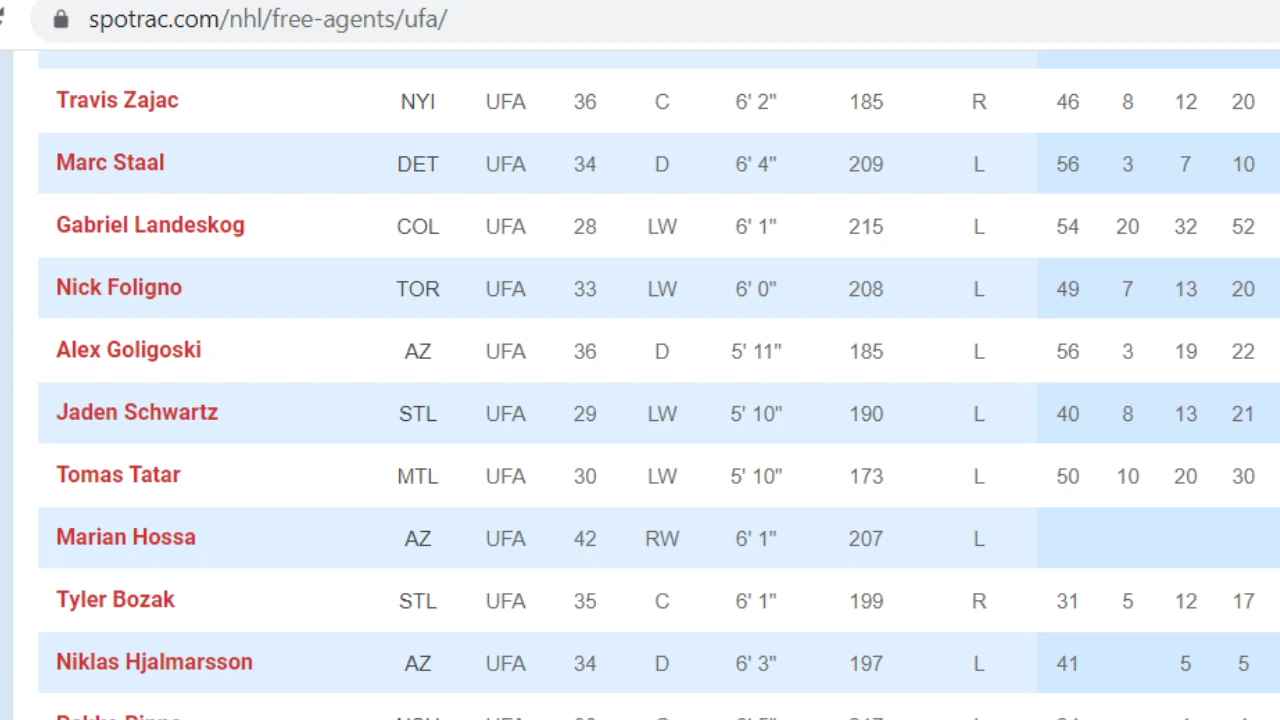 spotrac.com/nhl/free-agents/ufa/
Travis Zajac NYI UFA 36 C 6' 2" 185 R 46 8 12 20
Marc Staal DET UFA 34 D 6' 4" 209 L 56 3 7 10
Gabriel Landeskog COL UFA 28 LW 6' 1" 215 L 54 20 32 52
Nick Foligno TOR UFA 33 LW 6' 0" 208 L 49 7 13 20
Alex Goligoski AZ UFA 36 D 5' 11" 185 L 56 3 19 22
Jaden Schwartz STL UFA 29 LW 5' 10" 190 L 40 8 13 21
Tomas Tatar MTL UFA 30 LW 5' 10" 173 L 50 10 20 30
Marian Hossa AZ UFA 42 RW 6' 1" 207 L
Tyler Bozak STL UFA 35 C 6' 1" 199 R 31 5 12 17
Niklas Hjalmarsson AZ UFA 34 D 6' 3" 197 L 41 5 5